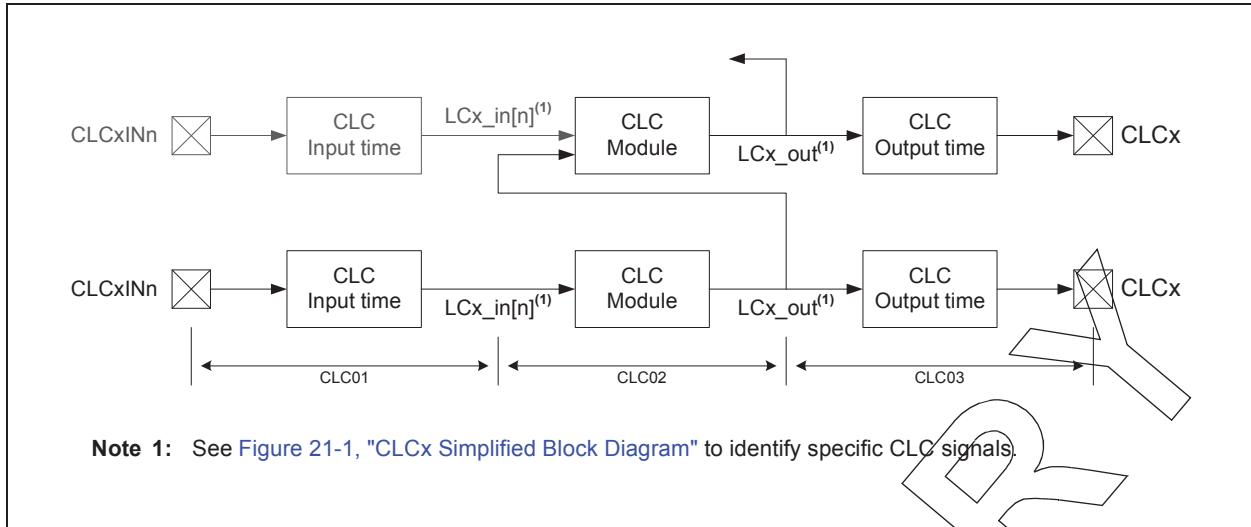 CLCxINn
CLC
Input time
LCx_in[n](1)
CLC
Module
LCx_out(1)
CLC
Output time
CLCx
CLCxINn
CLC
Input time
LCx_in[n](1)
CLC
Module
LCx_out(1)
CLC
Output time
CLCx
CLC01
CLC02
CLC03
Note 1: See Figure 21-1, "CLCx Simplified Block Diagram" to identify specific CLC signals.
R Y